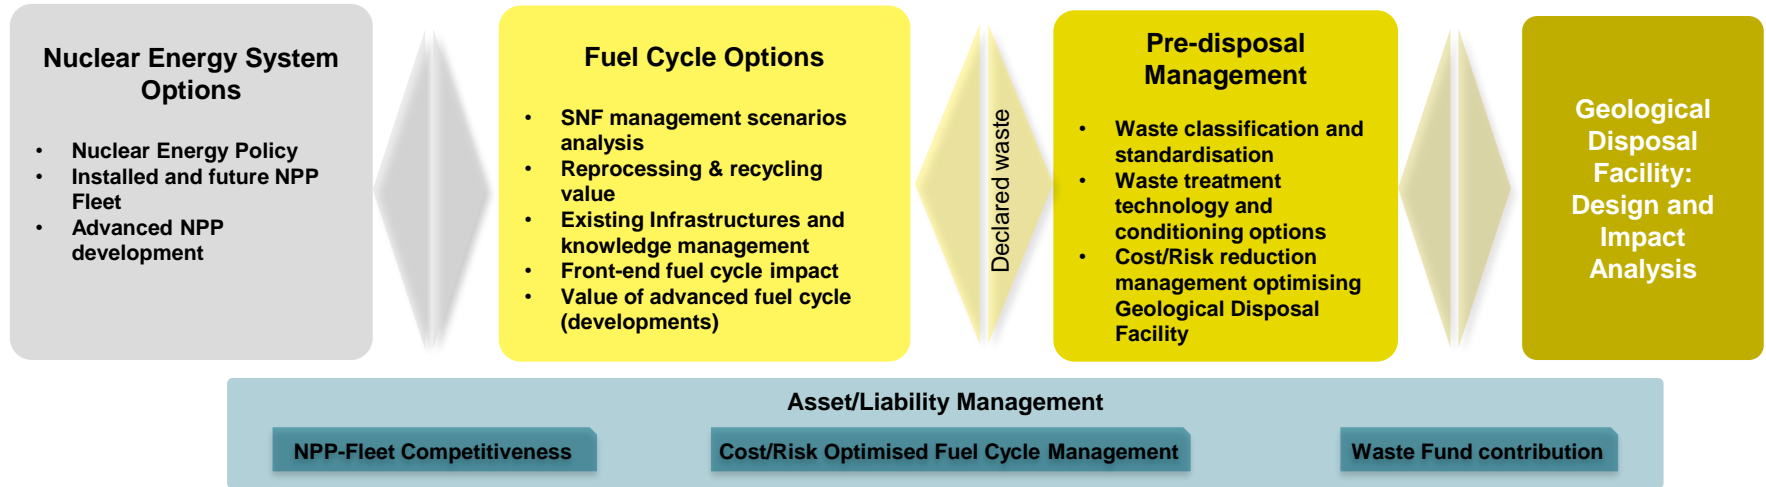 Nuclear Energy System
Options
• Nuclear Energy Policy
• Installed and future NPP
Fleet
• Advanced NPP
development
Fuel Cycle Options
• SNF management scenarios
analysis
• Reprocessing & recycling
value
• Existing Infrastructures and
knowledge management
• Front-end fuel cycle impact
• Value of advanced fuel cycle
(developments)
Declared waste
Pre-disposal
Management
• Waste classification and
standardisation
• Waste treatment
technology and
conditioning options
• Cost/Risk reduction
management optimising
Geological Disposal
Facility
Geological
Disposal
Facility:
Design and
Impact
Analysis
Asset/Liability Management
NPP-Fleet Competitiveness
Cost/Risk Optimised Fuel Cycle Management
Waste Fund contribution